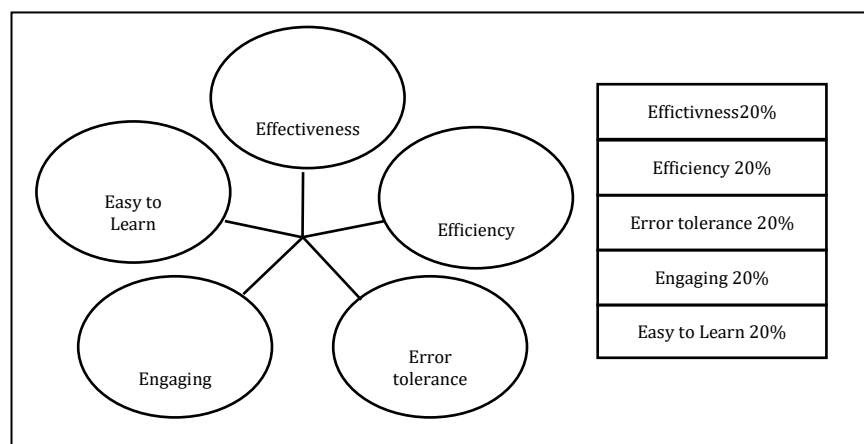 Effectiveness
Easy to
Learn
Efficiency
Engaging
Error
tolerance
Effictivness20%
Efficiency 20%
Error tolerance 20%
Engaging 20%
Easy to Learn 20%